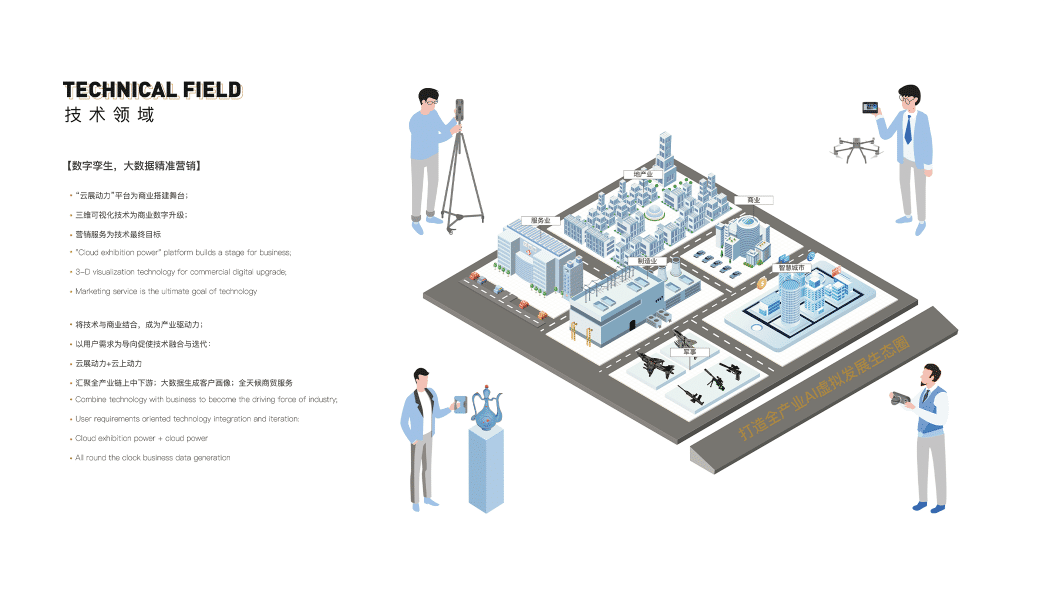 TECHNICAL FIELD
技术领域
【数字孪生，大数据精准营销】
• “云展动力”平台为商业搭建舞台；
• 三维可视化技术为商业数字升级；
• 营销服务为技术最终目标
• “Cloud exhibition power” platform builds a stage for business;
• 3-D visualization technology for commercial digital upgrade;
• Marketing service is the ultimate goal of technology
• 将技术与商业结合，成为产业驱动力；
• 以用户需求为导向促使技术融合与迭代：
• 云展动力+云上动力
• 汇聚全产业链上中下游；大数据生成客户画像；全天候商贸服务
• Combine technology with business to become the driving force of industry;
• User requirements oriented technology integration and iteration:
• Cloud exhibition power + cloud power
• All round the clock business data generation
地产业
商业
服务业
制造业
智慧城市
军事
打造全产业AI虚拟发展生态圈